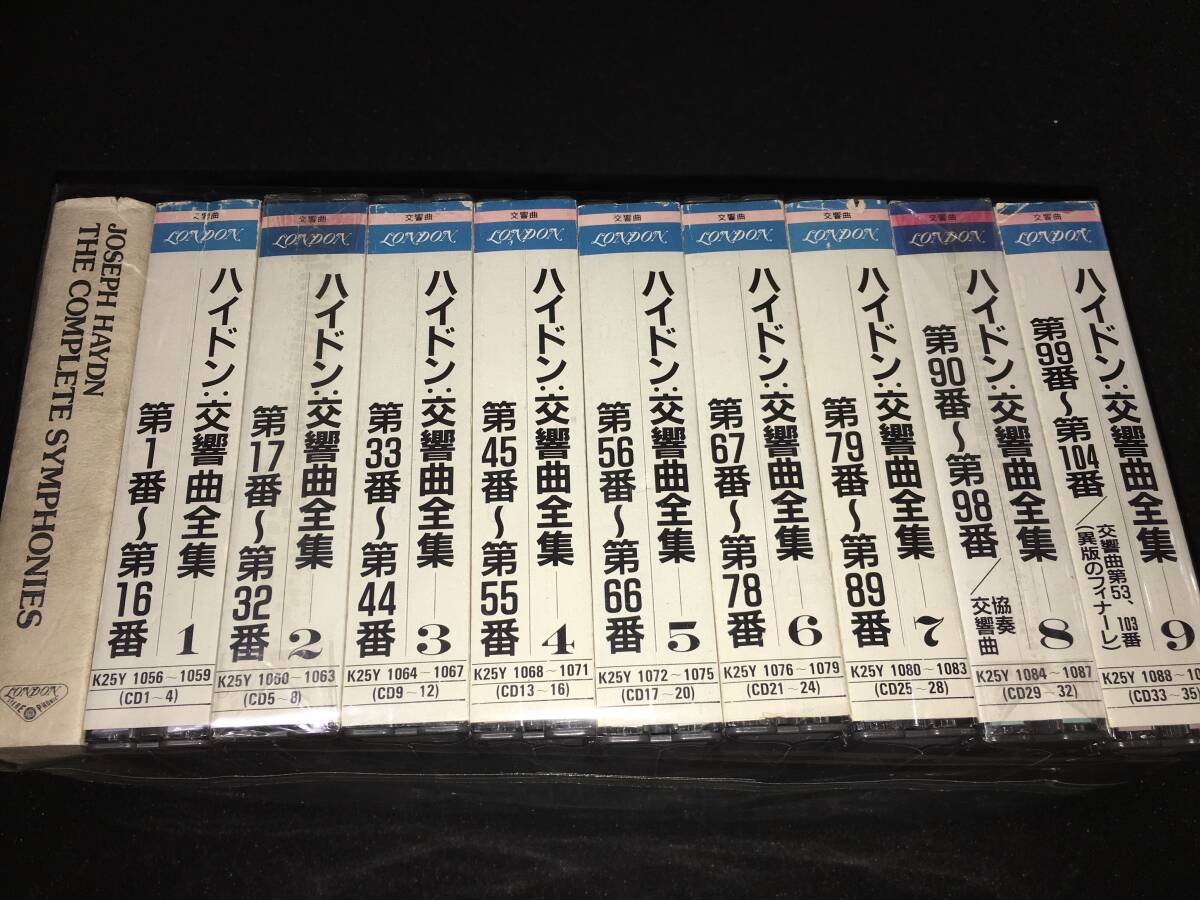 JOSEPH HAYDN
THE COMPLETE SYMPHONIES
LONDON
交響曲
LONDON
ハイドン:交響曲全集
第1番～第16番
1
K25Y 1056～1059
(CD1～4)
交響曲
LONDON
ハイドン:交響曲全集
第17番～第32番
2
K25Y 1060～1063
(CD5～8)
交響曲
LONDON
ハイドン:交響曲全集
第33番～第44番
3
K25Y 1064～1067
(CD9～12)
交響曲
LONDON
ハイドン:交響曲全集
第45番～第55番
4
K25Y 1068～1071
(CD13～16)
交響曲
LONDON
ハイドン:交響曲全集
第56番～第66番
5
K25Y 1072～1075
(CD17～20)
交響曲
LONDON
ハイドン:交響曲全集
第67番～第78番
6
K25Y 1076～1079
(CD21～24)
交響曲
LONDON
ハイドン:交響曲全集
第79番～第89番
7
K25Y 1080～1083
(CD25～28)
交響曲
LONDON
ハイドン:交響曲全集
第90番～第98番／協奏交響曲
8
K25Y 1084～1087
(CD29～32)
交響曲
LONDON
ハイドン:交響曲全集
第99番～第104番／交響曲第53、103番
(異版のフィナーレ)
9
K25Y 1088～
(CD33～35)